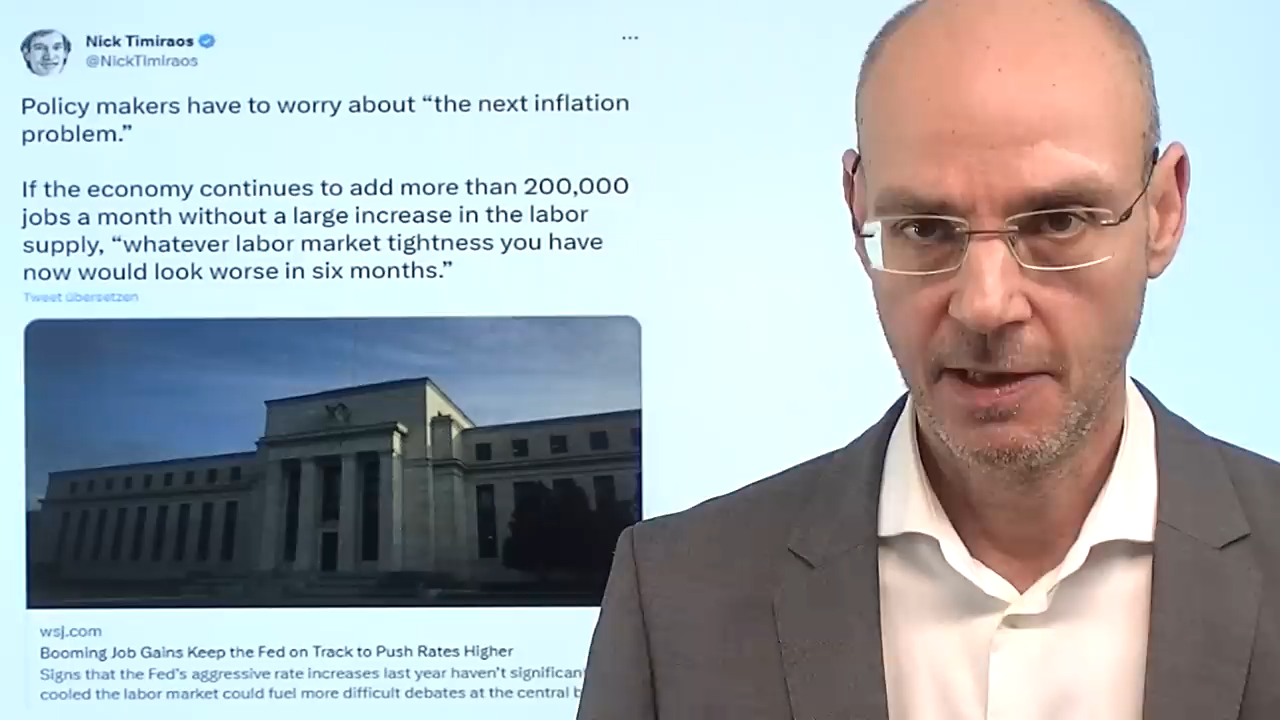 Nick Timiraos
@NickTimiraos
Policy makers have to worry about “the next inflation
problem.”
If the economy continues to add more than 200,000
jobs a month without a large increase in the labor
supply, “whatever labor market tightness you have
now would look worse in six months.”
Tweet übersetzen
wsj.com
Booming Job Gains Keep the Fed on Track to Push Rates Higher
Signs that the Fed’s aggressive rate increases last year haven’t
cooled the labor market could fuel more difficult debates at the central